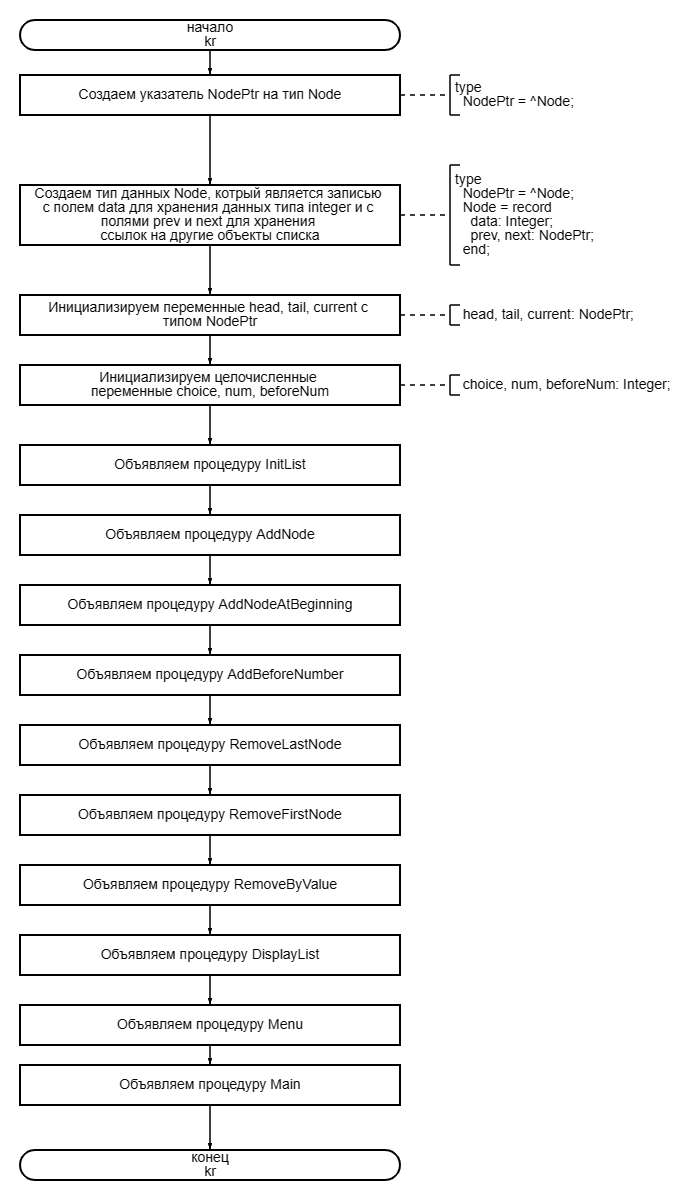 начало
kr
Создаем указатель NodePtr на тип Node
type
NodePtr = ^Node;
Создаем тип данных Node, котрый является записью
с полем data для хранения данных типа integer и с
полями prev и next для хранения
ссылок на другие объекты списка
type
NodePtr = ^Node;
Node = record
data: Integer;
prev, next: NodePtr;
end;
Инициализируем переменные head, tail, current с
типом NodePtr
head, tail, current: NodePtr;
Инициализируем целочисленные
переменные choice, num, beforeNum
choice, num, beforeNum: Integer;
Объявляем процедуру InitList
Объявляем процедуру AddNode
Объявляем процедуру AddNodeAtBeginning
Объявляем процедуру AddBeforeNumber
Объявляем процедуру RemoveLastNode
Объявляем процедуру RemoveFirstNode
Объявляем процедуру RemoveByValue
Объявляем процедуру DisplayList
Объявляем процедуру Menu
Объявляем процедуру Main
конец
kr